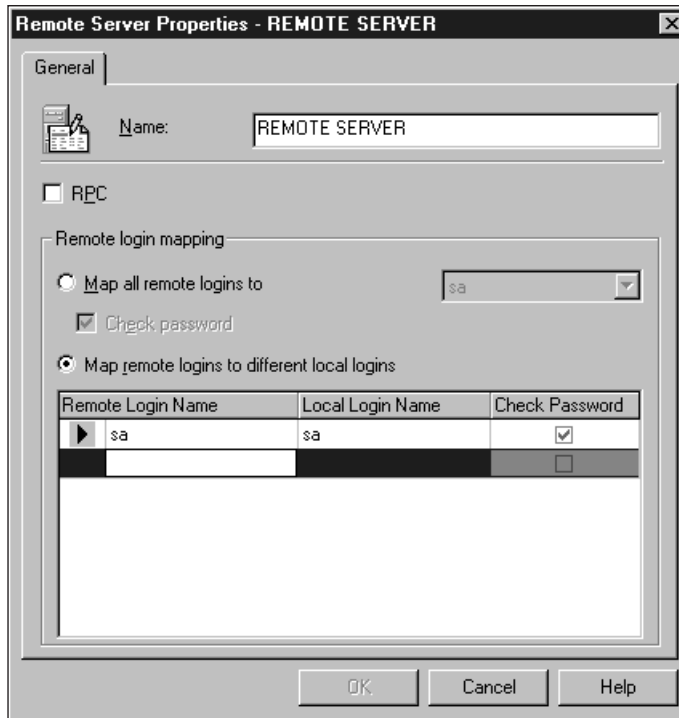 Remote Server Properties - REMOTE SERVER
General
Name: REMOTE SERVER
RPC
Remote login mapping
Map all remote logins to sa
Check password
Map remote logins to different local logins
Remote Login Name Local Login Name Check Password
sa sa
OK Cancel Help